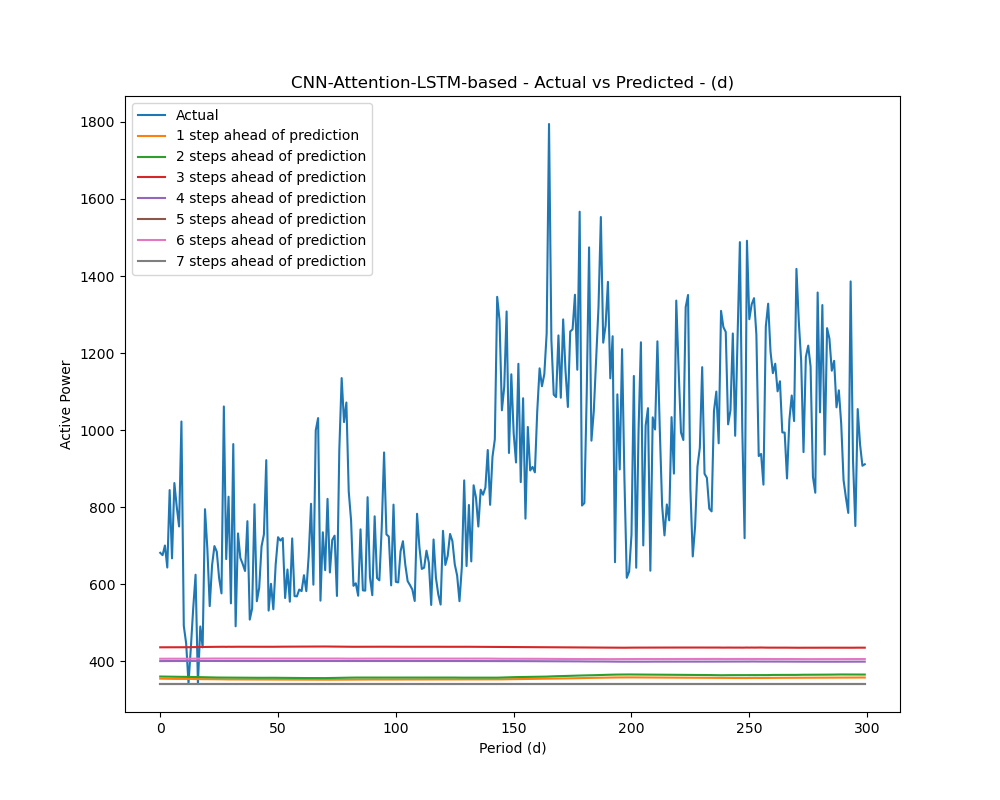 CNN-Attention-LSTM-based - Actual vs Predicted - (d)
Actual
1 step ahead of prediction
2 steps ahead of prediction
3 steps ahead of prediction
4 steps ahead of prediction
5 steps ahead of prediction
6 steps ahead of prediction
7 steps ahead of prediction
1800
1600
1400
1200
1000
800
600
400
Active Power
0 50 100 150 200 250 300
Period (d)